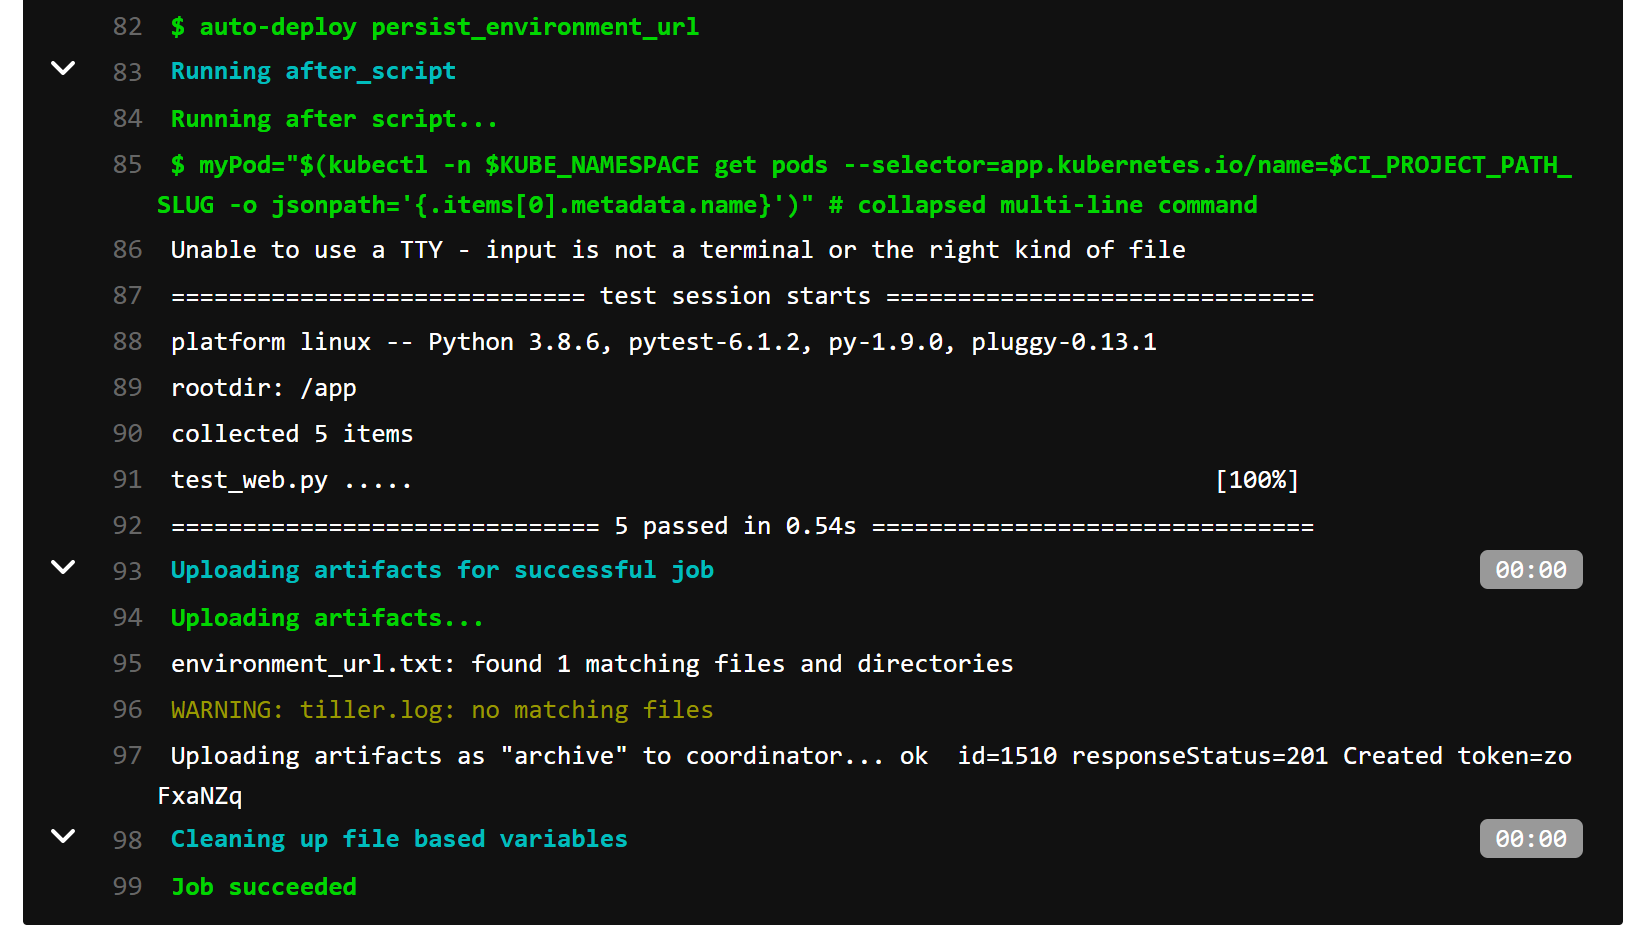 82 $ auto-deploy persist_environment_url
83 Running after_script
84 Running after script...
85 $ myPod="$(kubectl -n $KUBE_NAMESPACE get pods --selector=app.kubernetes.io/name=$CI_PROJECT_PATH_
SLUG -o jsonpath='{.items[0].metadata.name}')" # collapsed multi-line command
86 Unable to use a TTY - input is not a terminal or the right kind of file
87 ============================= test session starts ==============================
88 platform linux -- Python 3.8.6, pytest-6.1.2, py-1.9.0, pluggy-0.13.1
89 rootdir: /app
90 collected 5 items
91 test_web.py ..... [100%]
92 ============================== 5 passed in 0.54s ===============================
93 Uploading artifacts for successful job 00:00
94 Uploading artifacts...
95 environment_url.txt: found 1 matching files and directories
96 WARNING: tiller.log: no matching files
97 Uploading artifacts as "archive" to coordinator... ok  id=1510 responseStatus=201 Created token=zo
FxaNZq
98 Cleaning up file based variables 00:00
99 Job succeeded